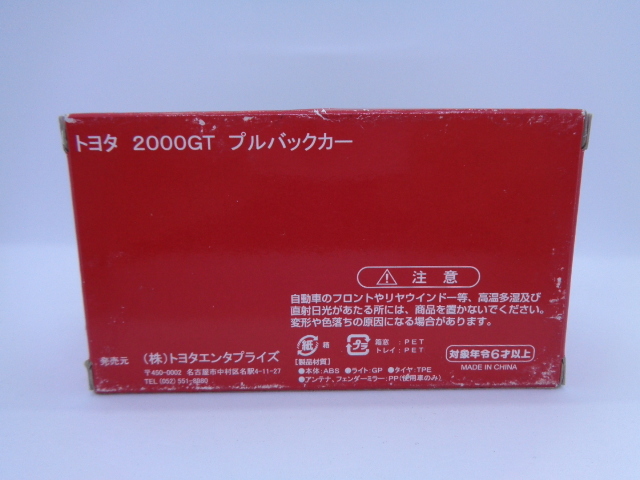 トヨタ 2000GT プルバックカー
注意
自動車のフロントやリヤウインドー等、高温多湿及び
直射日光があたる所には、商品を置かないでください。
変形や色落ちの原因になる場合があります。
紙 箱
プラ 箱窓:PET
トレイ:PET
対象年令6才以上
MADE IN CHINA
【製品材質】
●本体:ABS ●ライト:GP ●タイヤ:TPE
●アンテナ、フェンダーミラー:PP(使用車のみ)
発売元 (株)トヨタエンタプライズ
〒450-0002 名古屋市中村区名駅4-11-27
TEL (052) 551-8880